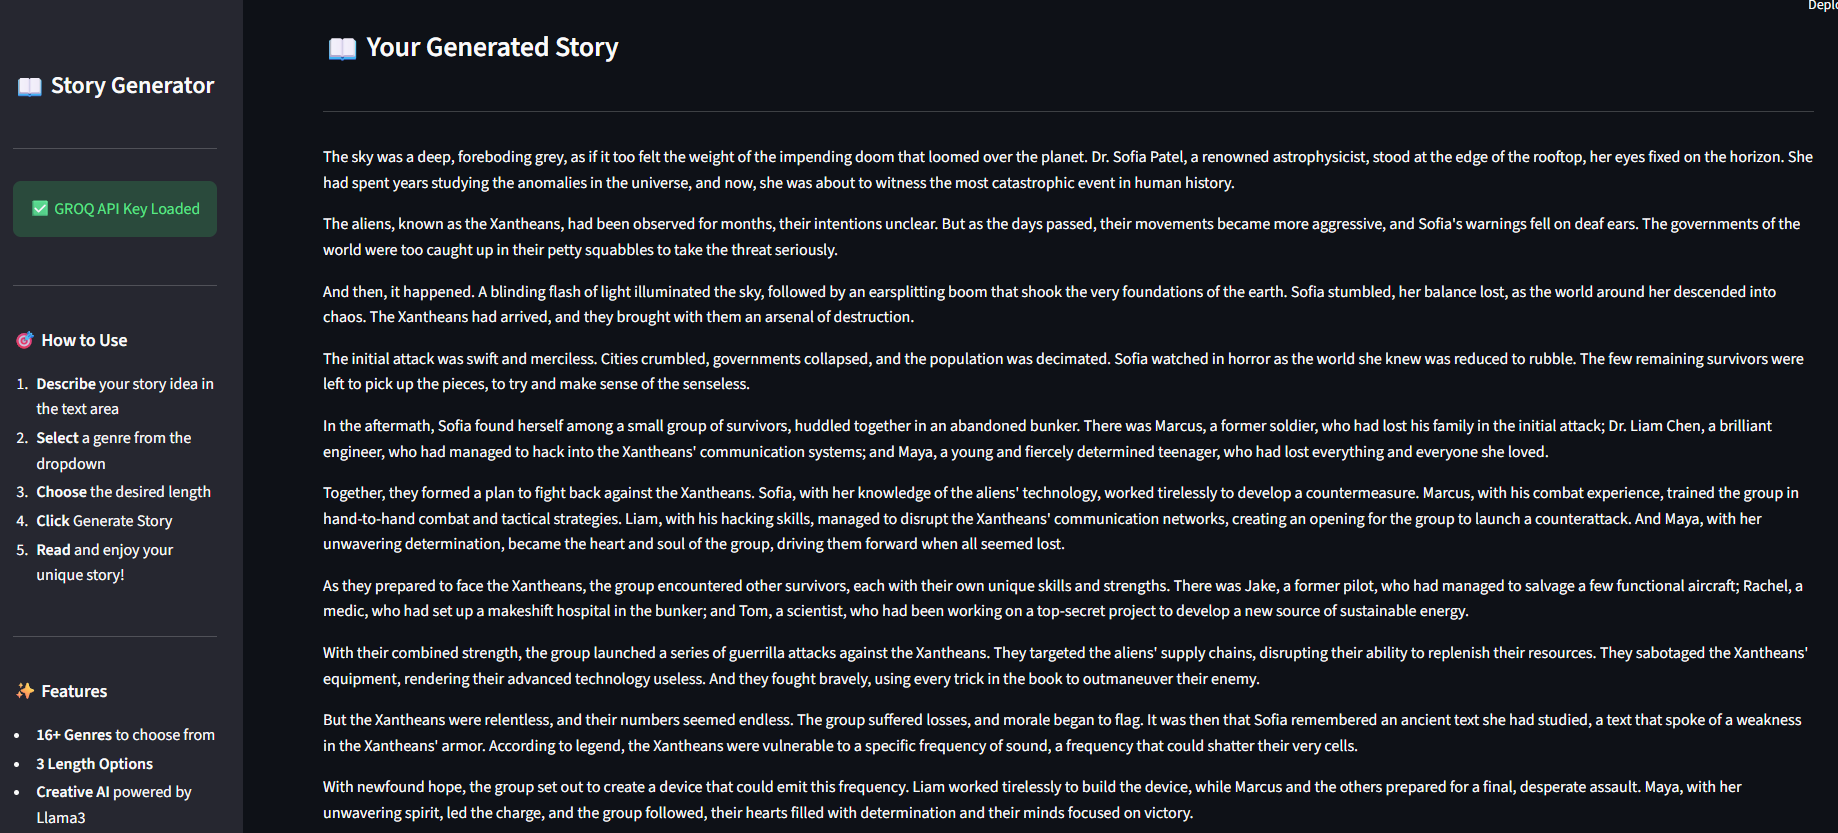 Deplo
📖 Story Generator
✅ GROQ API Key Loaded
🎯 How to Use
1. Describe your story idea in
the text area
2. Select a genre from the
dropdown
3. Choose the desired length
4. Click Generate Story
5. Read and enjoy your
unique story!
✨ Features
• 16+ Genres to choose from
• 3 Length Options
• Creative AI powered by
Llama3
📖 Your Generated Story
The sky was a deep, foreboding grey, as if it too felt the weight of the impending doom that loomed over the planet. Dr. Sofia Patel, a renowned astrophysicist, stood at the edge of the rooftop, her eyes fixed on the horizon. She
had spent years studying the anomalies in the universe, and now, she was about to witness the most catastrophic event in human history.
The aliens, known as the Xantheans, had been observed for months, their intentions unclear. But as the days passed, their movements became more aggressive, and Sofia's warnings fell on deaf ears. The governments of the
world were too caught up in their petty squabbles to take the threat seriously.
And then, it happened. A blinding flash of light illuminated the sky, followed by an earsplitting boom that shook the very foundations of the earth. Sofia stumbled, her balance lost, as the world around her descended into
chaos. The Xantheans had arrived, and they brought with them an arsenal of destruction.
The initial attack was swift and merciless. Cities crumbled, governments collapsed, and the population was decimated. Sofia watched in horror as the world she knew was reduced to rubble. The few remaining survivors were
left to pick up the pieces, to try and make sense of the senseless.
In the aftermath, Sofia found herself among a small group of survivors, huddled together in an abandoned bunker. There was Marcus, a former soldier, who had lost his family in the initial attack; Dr. Liam Chen, a brilliant
engineer, who had managed to hack into the Xantheans' communication systems; and Maya, a young and fiercely determined teenager, who had lost everything and everyone she loved.
Together, they formed a plan to fight back against the Xantheans. Sofia, with her knowledge of the aliens' technology, worked tirelessly to develop a countermeasure. Marcus, with his combat experience, trained the group in
hand-to-hand combat and tactical strategies. Liam, with his hacking skills, managed to disrupt the Xantheans' communication networks, creating an opening for the group to launch a counterattack. And Maya, with her
unwavering determination, became the heart and soul of the group, driving them forward when all seemed lost.
As they prepared to face the Xantheans, the group encountered other survivors, each with their own unique skills and strengths. There was Jake, a former pilot, who had managed to salvage a few functional aircraft; Rachel, a
medic, who had set up a makeshift hospital in the bunker; and Tom, a scientist, who had been working on a top-secret project to develop a new source of sustainable energy.
With their combined strength, the group launched a series of guerrilla attacks against the Xantheans. They targeted the aliens' supply chains, disrupting their ability to replenish their resources. They sabotaged the Xantheans'
equipment, rendering their advanced technology useless. And they fought bravely, using every trick in the book to outmaneuver their enemy.
But the Xantheans were relentless, and their numbers seemed endless. The group suffered losses, and morale began to flag. It was then that Sofia remembered an ancient text she had studied, a text that spoke of a weakness
in the Xantheans' armor. According to legend, the Xantheans were vulnerable to a specific frequency of sound, a frequency that could shatter their very cells.
With newfound hope, the group set out to create a device that could emit this frequency. Liam worked tirelessly to build the device, while Marcus and the others prepared for a final, desperate assault. Maya, with her
unwavering spirit, led the charge, and the group followed, their hearts filled with determination and their minds focused on victory.